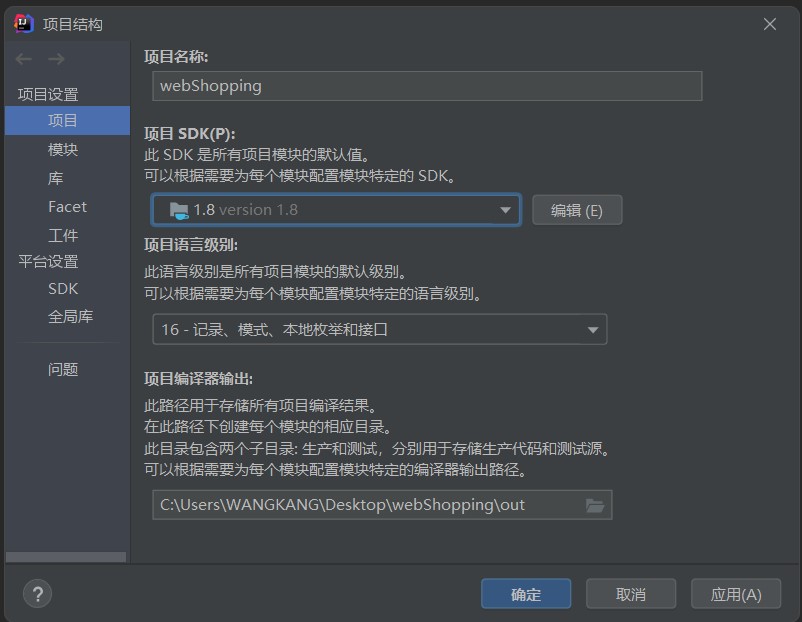 项目结构
项目设置
项目
模块
库
Facet
工件
平台设置
SDK
全局库
问题
项目名称:
webShopping
项目 SDK(P):
此 SDK 是所有项目模块的默认值。
可以根据需要为每个模块配置模块特定的 SDK。
1.8 version 1.8
编辑 (E)
项目语言级别:
此语言级别是所有项目模块的默认级别。
可以根据需要为每个模块配置模块特定的语言级别。
16 - 记录、模式、本地枚举和接口
项目编译器输出:
此路径用于存储所有项目编译结果。
在此路径下创建每个模块的相应目录。
此目录包含两个子目录: 生产和测试，分别用于存储生产代码和测试源。
可以根据需要为每个模块配置模块特定的编译器输出路径。
C:\Users\WANGKANG\Desktop\webShopping\out
?
确定
取消
应用(A)